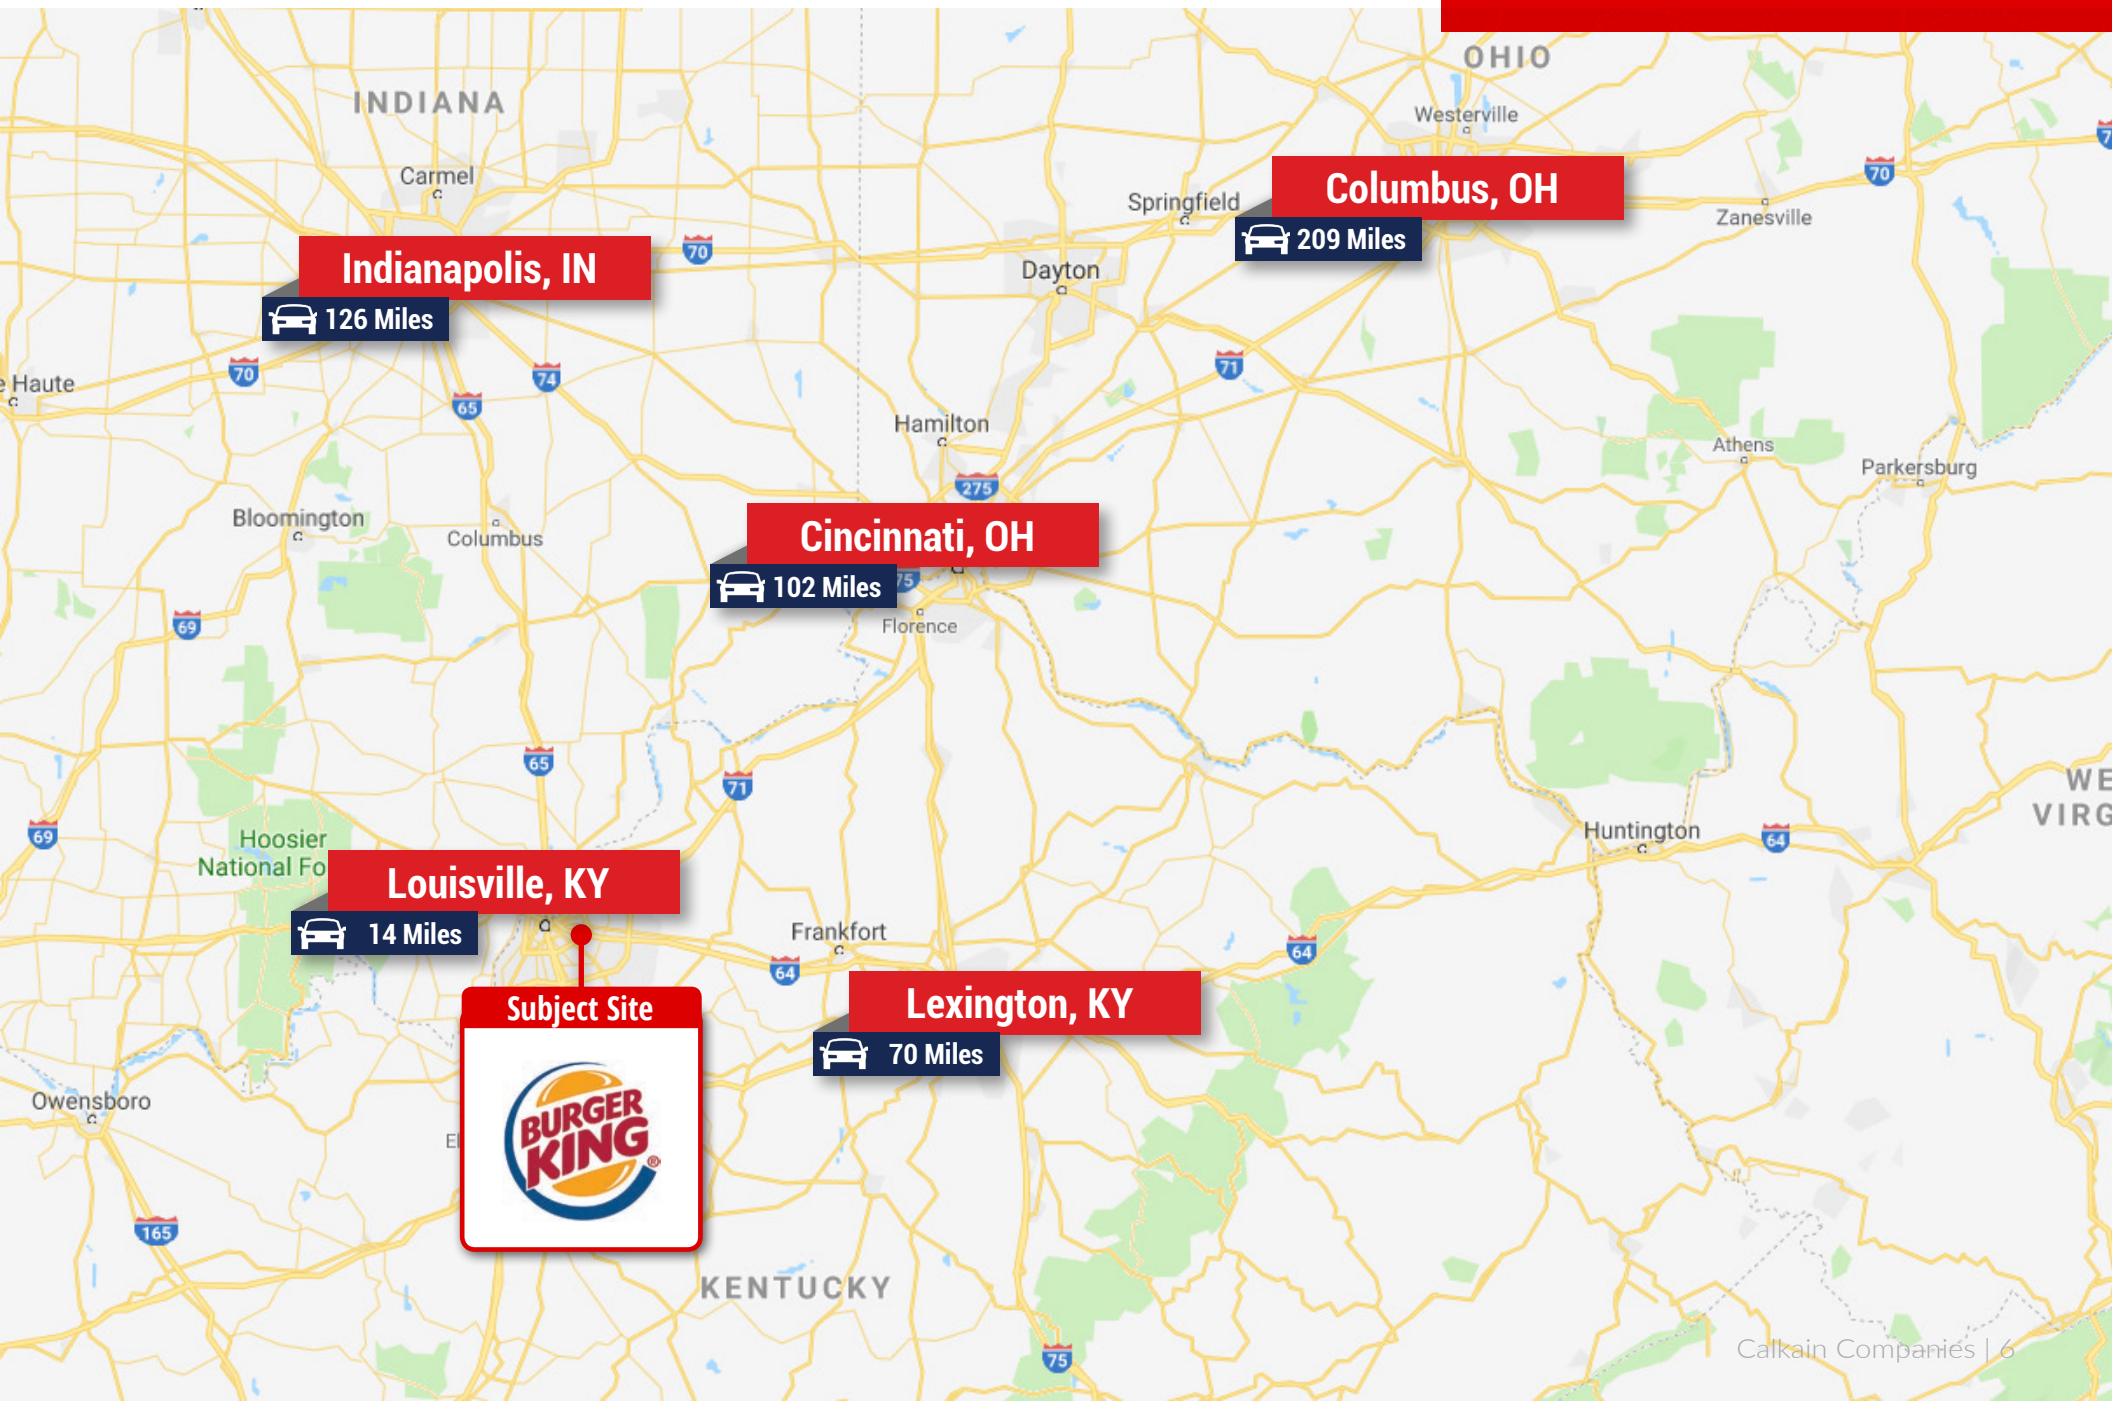 OHIO
INDIANA
Westerville
Carmel
70
Columbus, OH
Springfield
Zanesville
209 Miles
70
Indianapolis, IN
Dayton
126 Miles
71
70
74
e Haute
65
Hamilton
Athens
Parkersburg
275
Bloomington
Columbus
Cincinnati, OH
75
102 Miles
69
Florence
65
71
WE
VIRG
69
Hoosier
National Fo
Huntington
64
Louisville, KY
14 Miles
Frankfort
64
64
Lexington, KY
Subject Site
70 Miles
Owensboro
El
BURGER
KING®
165
KENTUCKY
75
Calkain Companies | 6